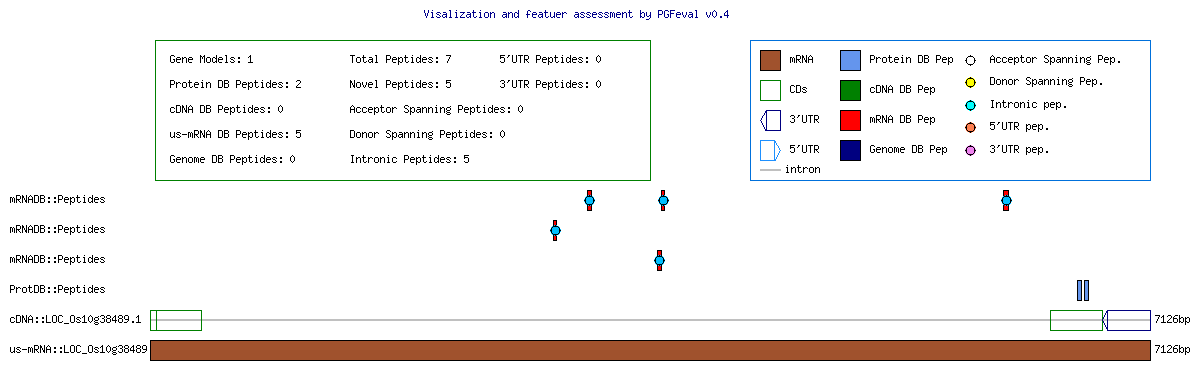 Visalization and featuer assessment by PGFeval v0.4
Gene Models: 1 Total Peptides: 7 5'UTR Peptides: 0
Protein DB Peptides: 2 Novel Peptides: 5 3'UTR Peptides: 0
cDNA DB Peptides: 0 Acceptor Spanning Peptides: 0
us-mRNA DB Peptides: 5 Donor Spanning Peptides: 0
Genome DB Peptides: 0 Intronic Peptides: 5
mRNA Protein DB Pep Acceptor Spanning Pep.
CDs cDNA DB Pep Donor Spanning Pep.
3'UTR mRNA DB Pep Intronic pep.
5'UTR Genome DB Pep 5'UTR pep.
intron 3'UTR pep.
mRNADB::Peptides
mRNADB::Peptides
mRNADB::Peptides
ProtDB::Peptides
cDNA::LOC_Os10g38489.1 7126bp
us-mRNA::LOC_Os10g38489 7126bp